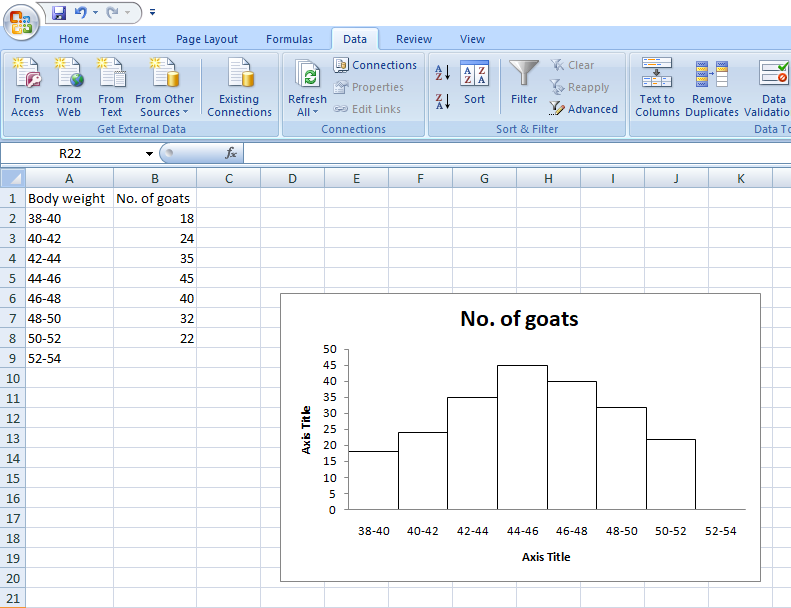 Home Insert Page Layout Formulas Data Review View
From Access
From Web
From Text
From Other Sources
Existing Connections
Get External Data
Refresh All
Connections
Properties
Edit Links
Connections
A Z
Z A
Z A
A Z
Sort
Filter
Clear
Reapply
Advanced
Sort & Filter
Text to Columns
Remove Duplicates
Data Validatio
Data To
R22 fx
A B C D E F G H I J K
1 Body weight No. of goats
2 38-40 18
3 40-42 24
4 42-44 35
5 44-46 45
6 46-48 40
7 48-50 32
8 50-52 22
9 52-54
10
11
12
13
14
15
16
17
18
19
20
21
No. of goats
50
45
40
35
30
25
20
15
10
5
0
Axis Title
38-40 40-42 42-44 44-46 46-48 48-50 50-52 52-54
Axis Title